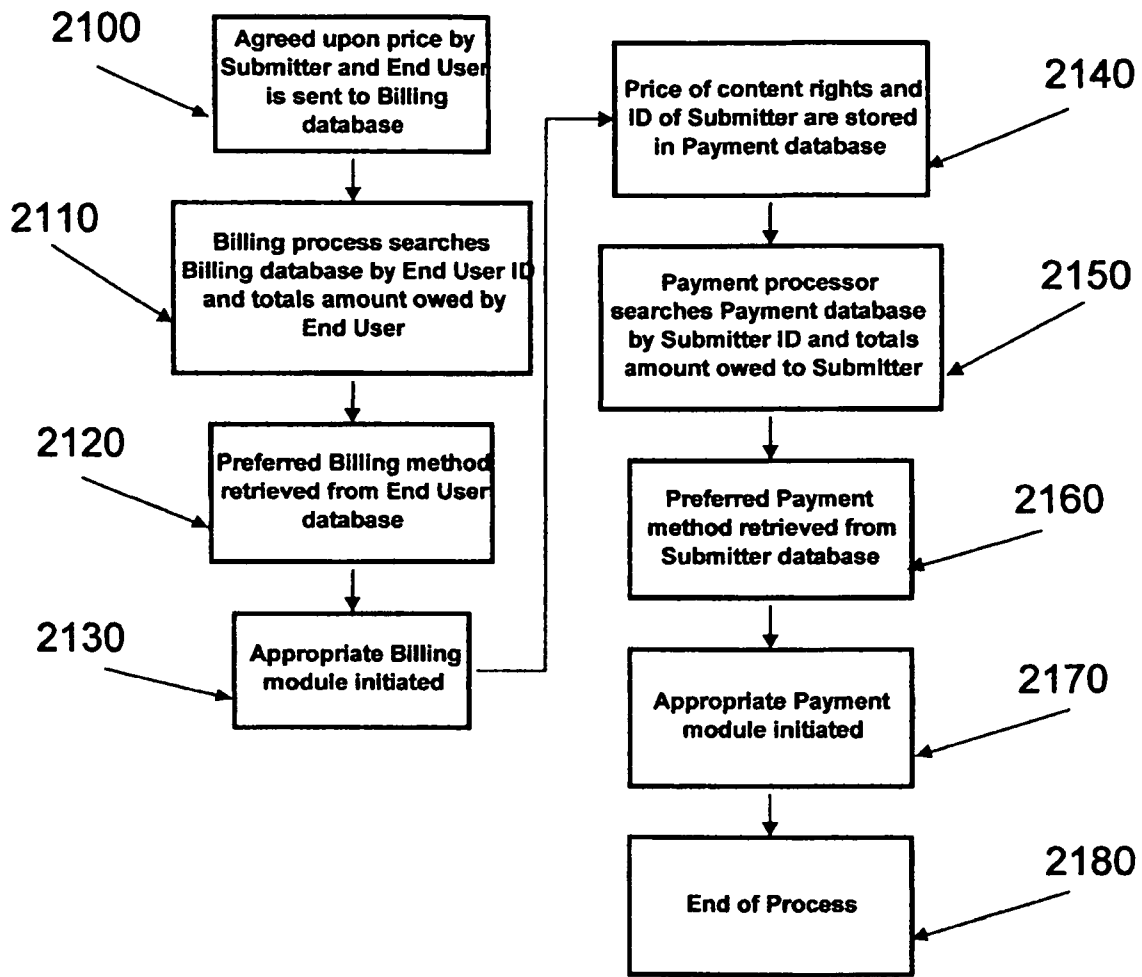 2100
Agreed upon price by
Submitter and End User
is sent to Billing
database
2110
Billing process searches
Billing database by End User ID
and totals amount owed by
End User
2120
Preferred Billing method
retrieved from End User
database
2130
Appropriate Billing
module initiated
2140
Price of content rights and
ID of Submitter are stored
in Payment database
2150
Payment processor
searches Payment database
by Submitter ID and totals
amount owed to Submitter
2160
Preferred Payment
method retrieved from
Submitter database
2170
Appropriate Payment
module initiated
2180
End of Process